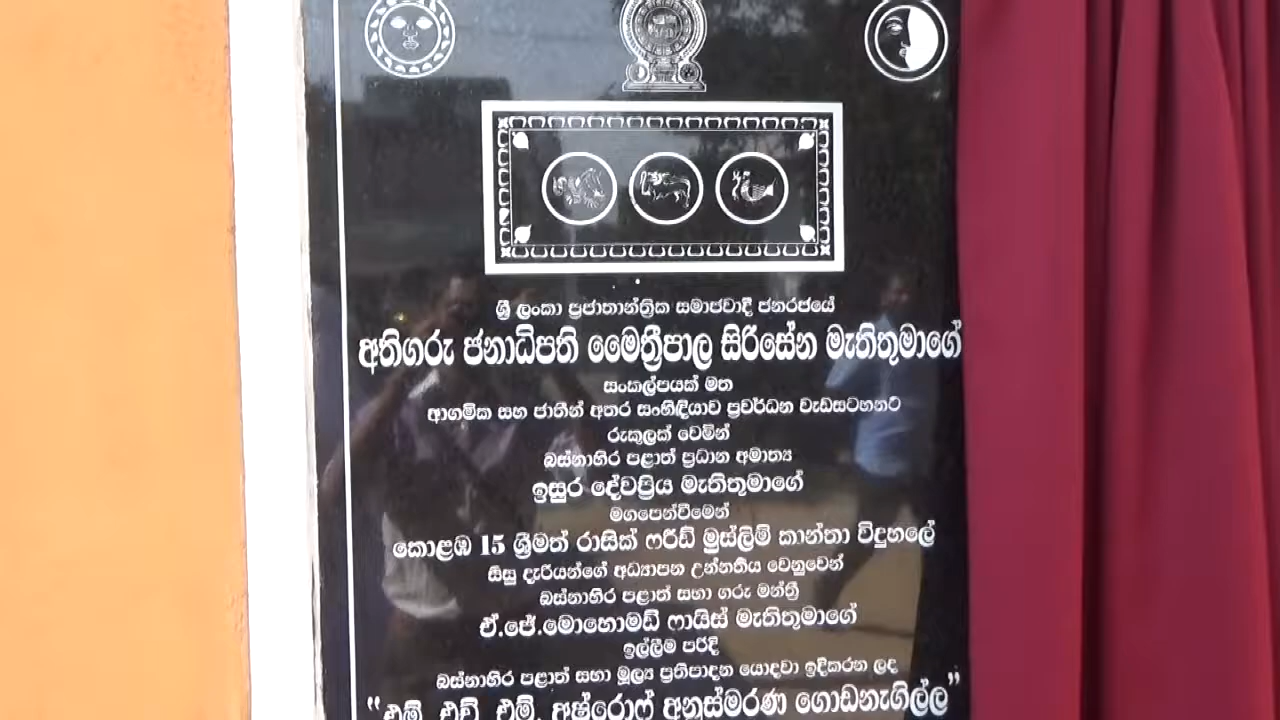 ශ්‍රී ලංකා ප්‍රජාතාන්ත්‍රික සමාජවාදී ජනරජයේ
අතිගරු ජනාධිපති මෛත්‍රීපාල සිරිසේන මැතිතුමාගේ
සංකල්පයක් මත
ආගමික සහ ජාතීන් අතර සංහිඳියාව ප්‍රවර්ධන වැඩසටහනට
රුකුලක් වෙමින්
බස්නාහිර පළාත් ප්‍රධාන අමාත්‍ය
ඉසුර දේවප්‍රිය මැතිතුමාගේ
මගපෙන්වීමෙන්
කොළඹ 15 ශ්‍රීමත් රාසික් ෆරීඩ් මුස්ලිම් කාන්තා විදුහලේ
සිසු දැරියන්ගේ අධ්‍යාපන උන්නතිය වෙනුවෙන්
බස්නාහිර පළාත් සභා ගරු මන්ත්‍රී
ඒ.ජේ.මොහොමඩ් ෆායිස් මැතිතුමාගේ
ඉල්ලීම පරිදි
බස්නාහිර පළාත් සභා මූල්‍ය ප්‍රතිපාදන යොදවා ඉදිකරන ලද
“එම්. එච්. එම්. අෂ්රොෆ් අනුස්මරණ ගොඩනැගිල්ල”